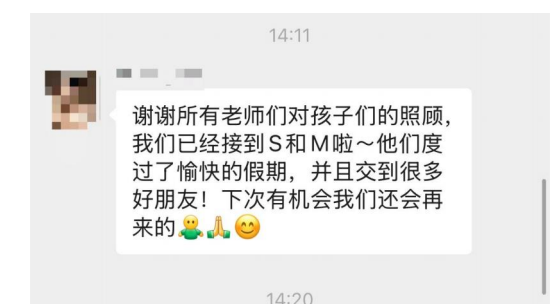 14:11
谢谢所有老师们对孩子们的照顾，
我们已经接到S和M啦～他们度
过了愉快的假期，并且交到很多
好朋友！下次有机会我们还会再
来的🙇‍♂️🙏😊
14:20